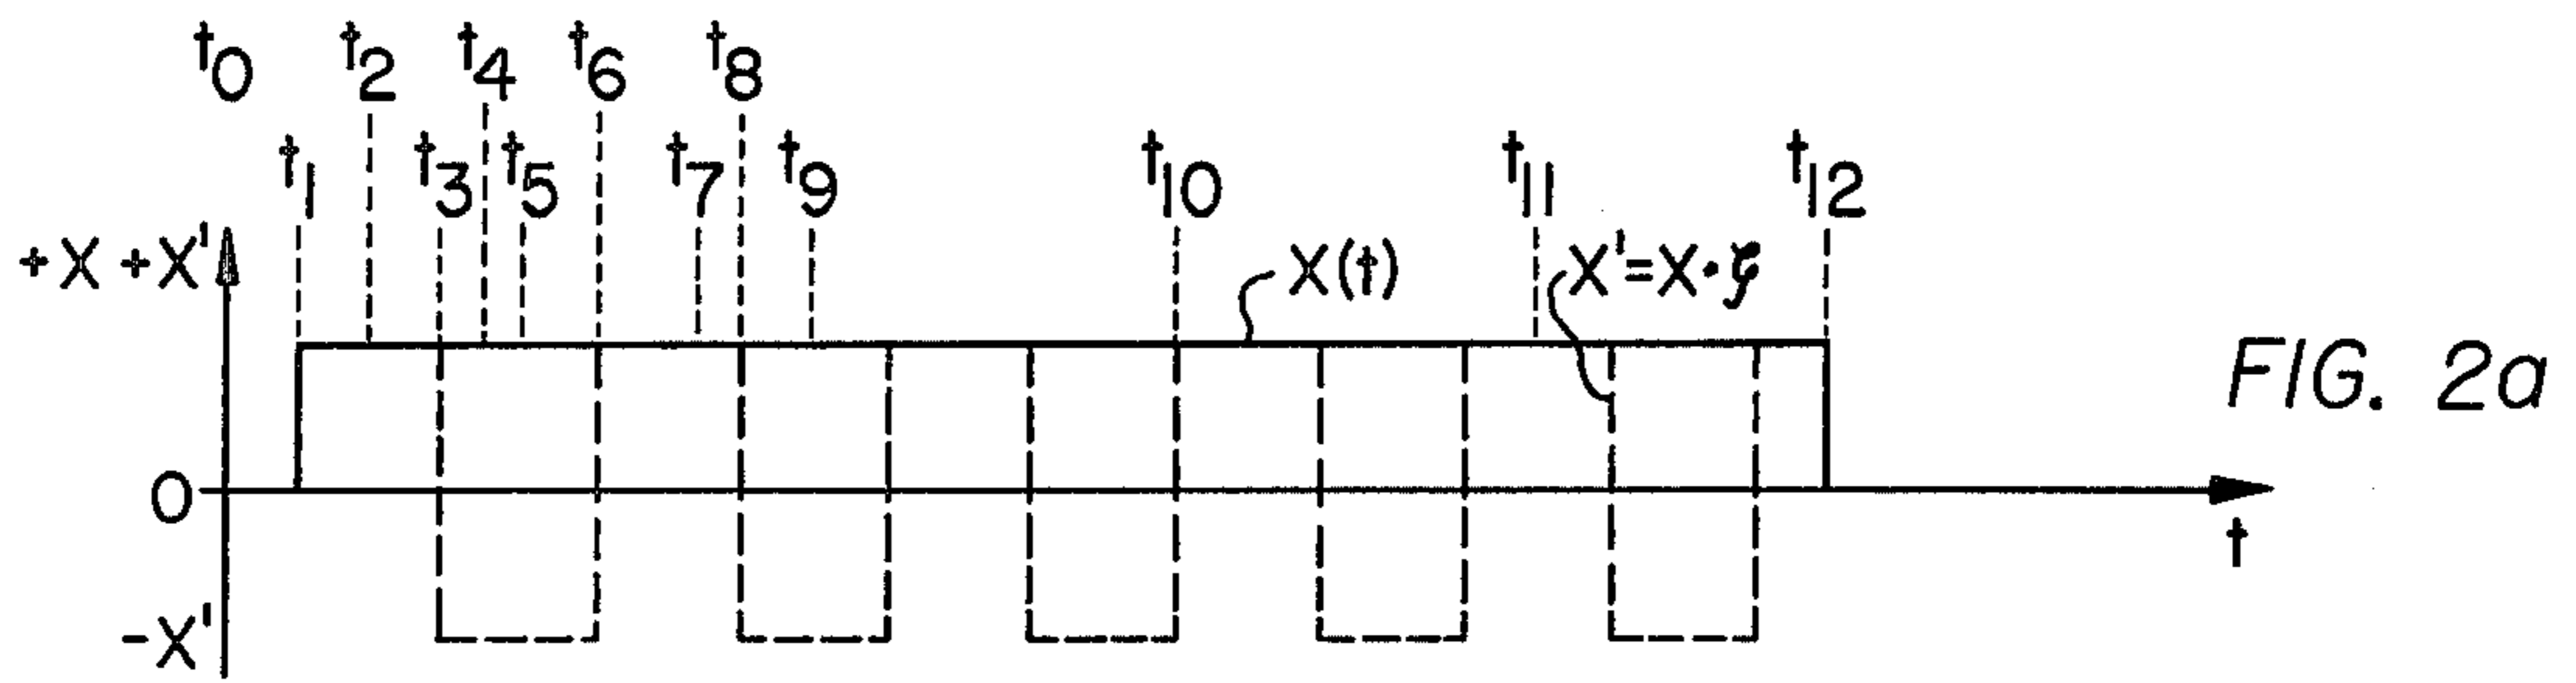 t0 t2 t4 t6 t8
t1 t3 t5 t7 t9 t10 t11 t12
+X +X' X(t) X'=X·ξ
FIG. 2a
0
t
-X'